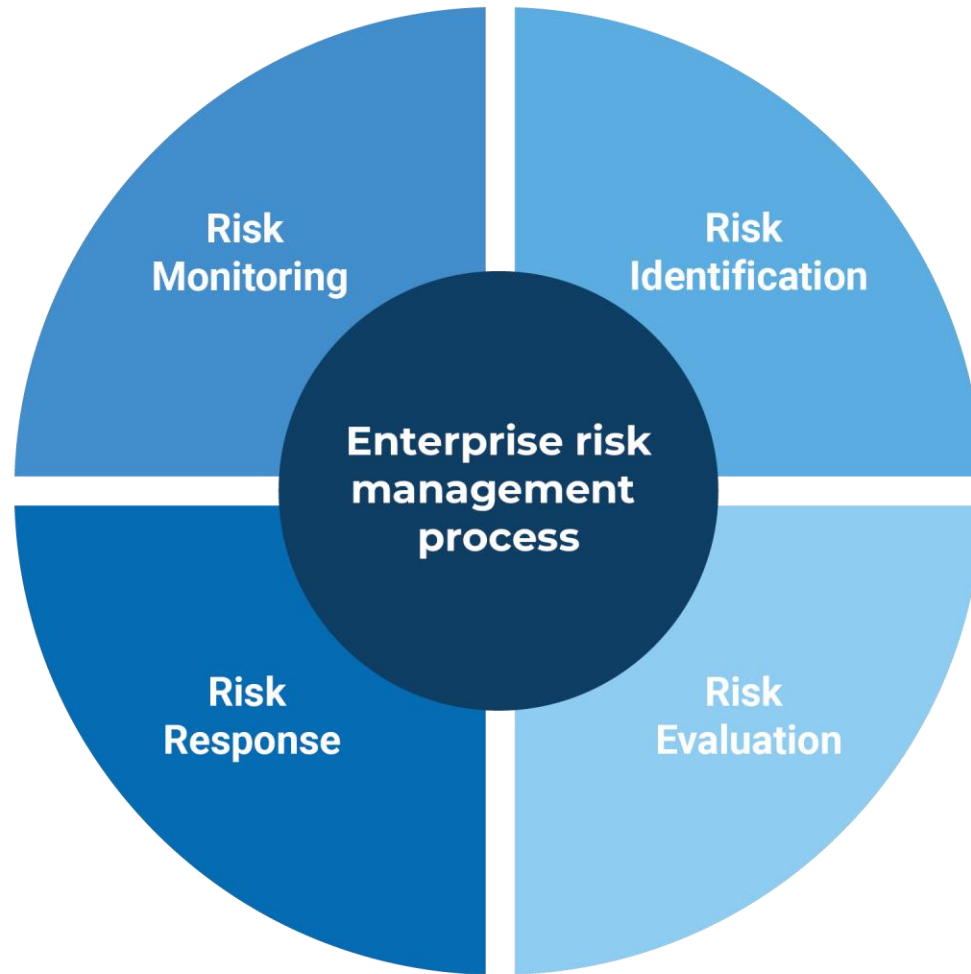 Risk
Monitoring
Risk
Identification
Enterprise risk
management
process
Risk
Response
Risk
Evaluation